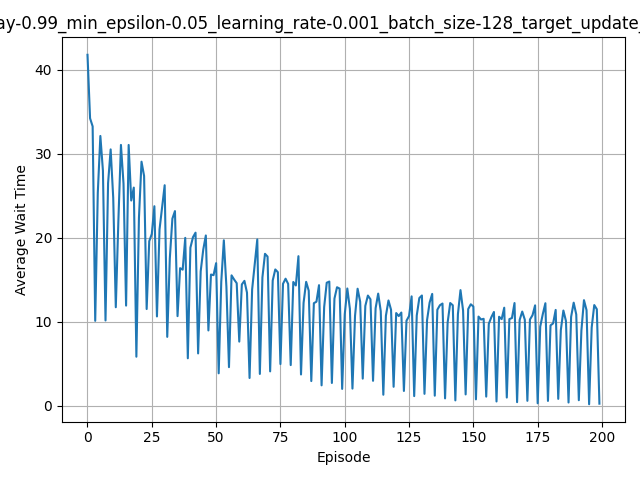 ay-0.99_min_epsilon-0.05_learning_rate-0.001_batch_size-128_target_update_
40
30
20
10
0
Average Wait Time
0 25 50 75 100 125 150 175 200
Episode